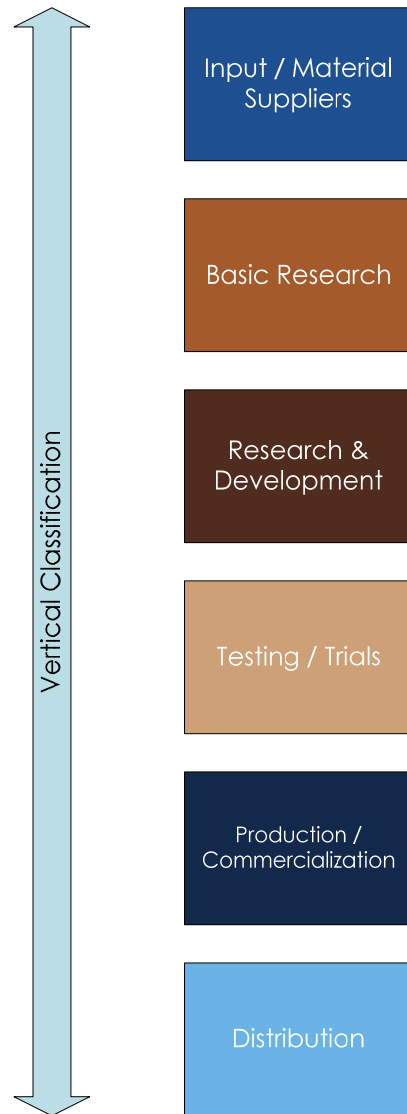 Vertical Classification
Input / Material
Suppliers
Basic Research
Research &
Development
Testing / Trials
Production /
Commercialization
Distribution